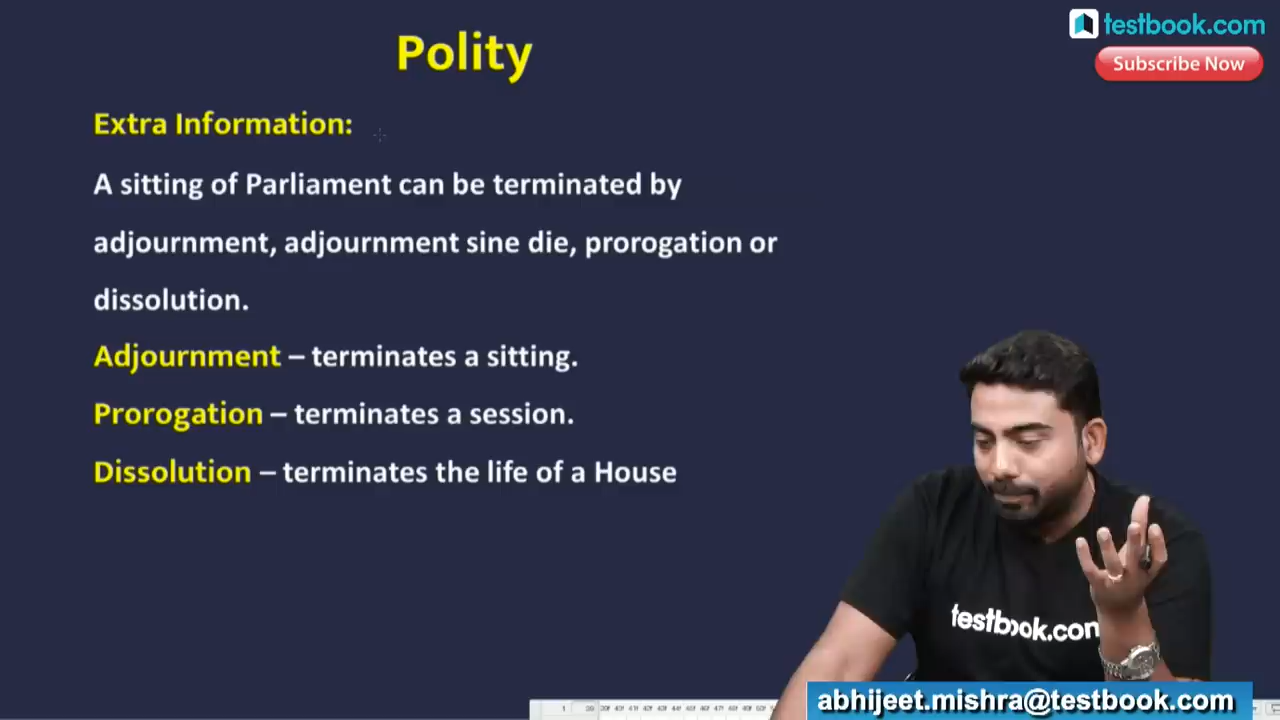 testbook.com
Subscribe Now
Polity
Extra Information:
A sitting of Parliament can be terminated by
adjournment, adjournment sine die, prorogation or
dissolution.
Adjournment – terminates a sitting.
Prorogation – terminates a session.
Dissolution – terminates the life of a House
testbook.com
abhijeet.mishra@testbook.com